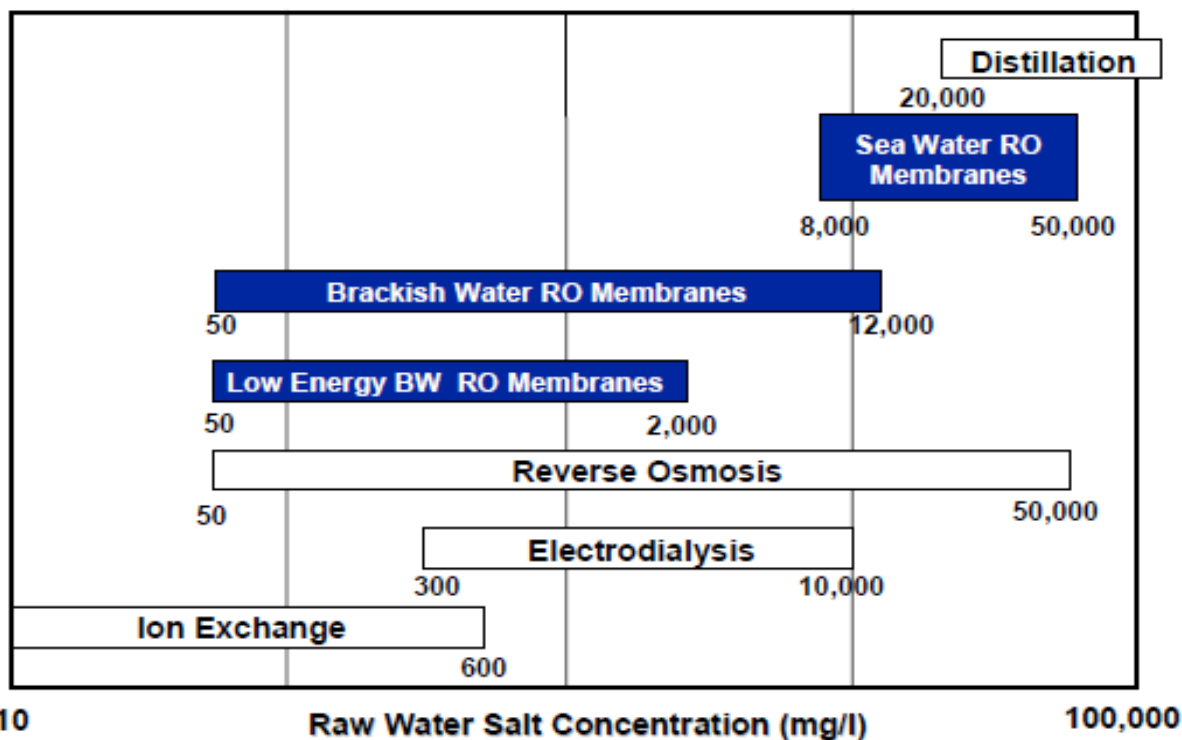 Distillation
20,000
Sea Water RO
Membranes
8,000
50,000
Brackish Water RO Membranes
50
12,000
Low Energy BW RO Membranes
50
2,000
Reverse Osmosis
50
50,000
Electrodialysis
300
10,000
Ion Exchange
600
10
Raw Water Salt Concentration (mg/l)
100,000